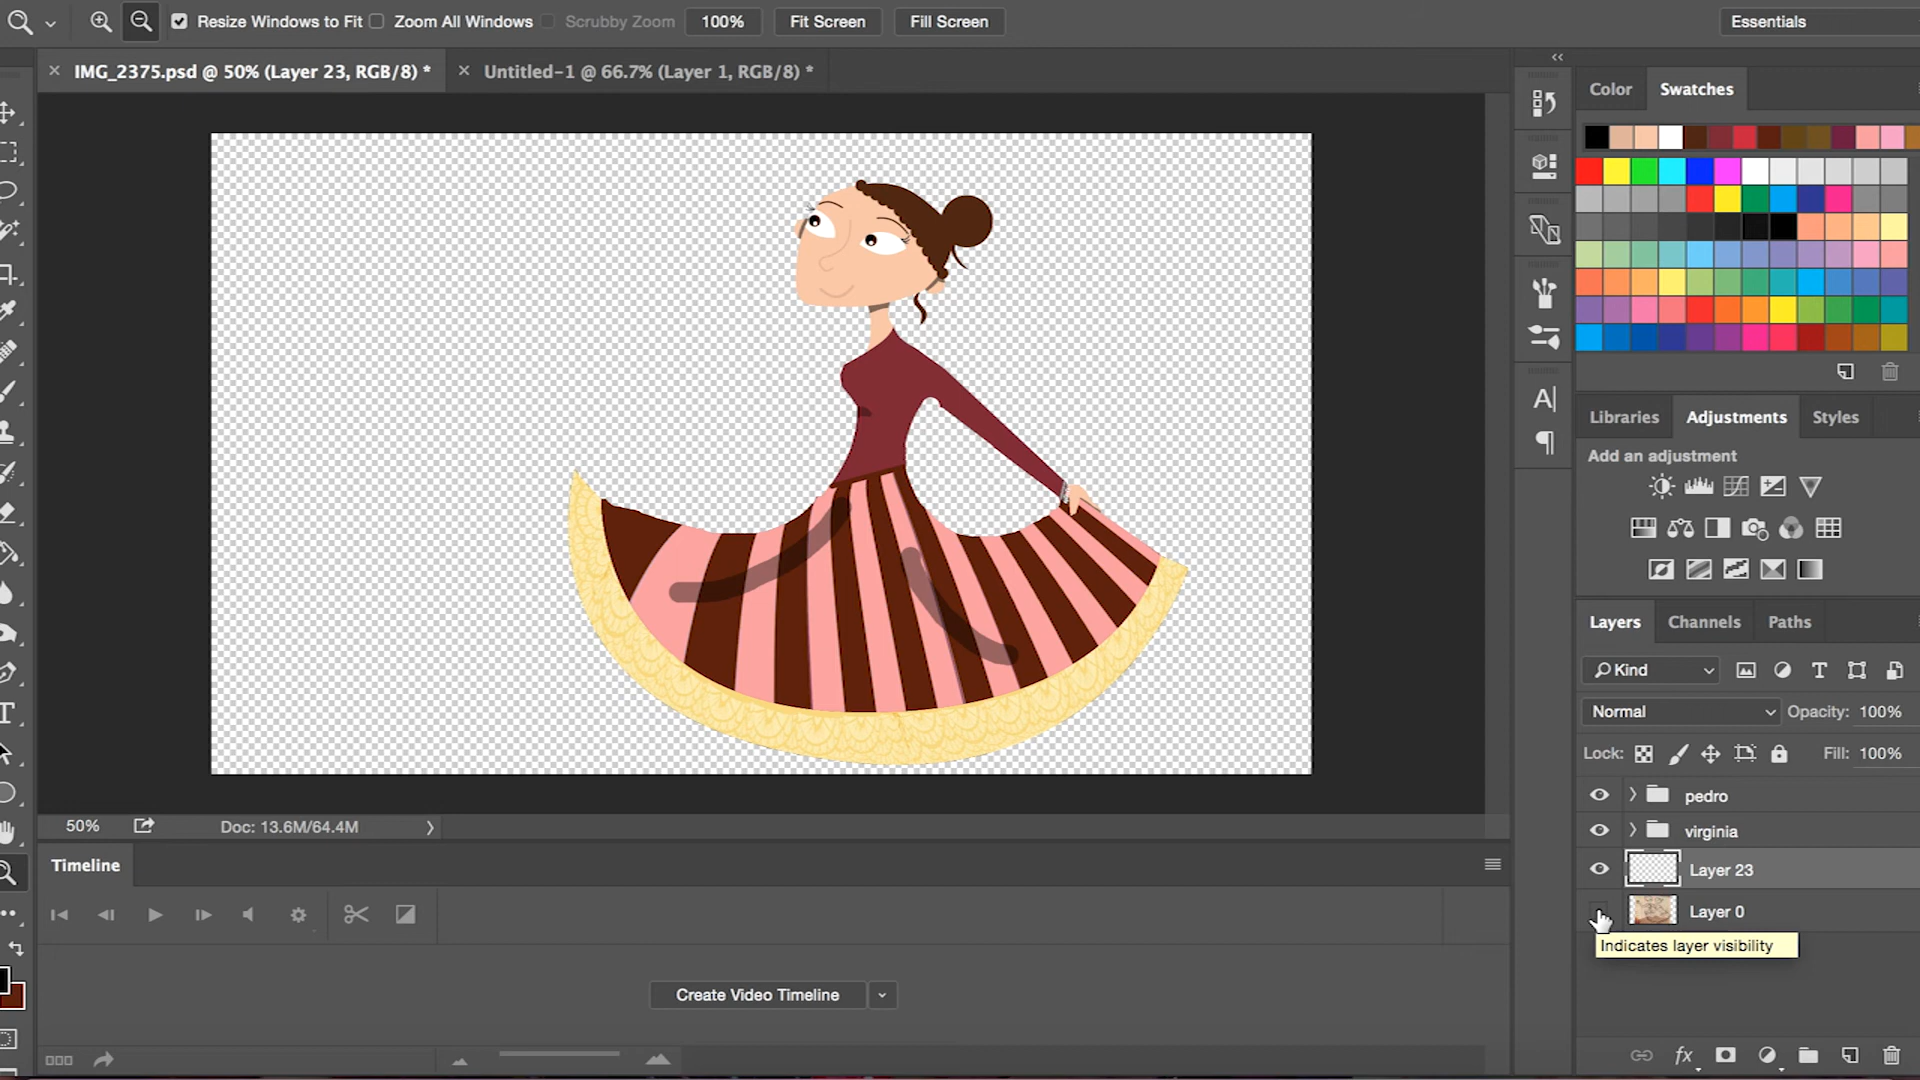 Resize Windows to Fit Zoom All Windows Scrubby Zoom 100% Fit Screen Fill Screen Essentials
IMG_2375.psd @ 50% (Layer 23, RGB/8) * Untitled-1 @ 66.7% (Layer 1, RGB/8) *
Color Swatches
Libraries Adjustments Styles
Add an adjustment
Layers Channels Paths
Kind
Normal Opacity: 100%
Lock: Fill: 100%
pedro
virginia
Layer 23
Layer 0
Indicates layer visibility
50% Doc: 13.6M/64.4M
Timeline
Create Video Timeline
fx